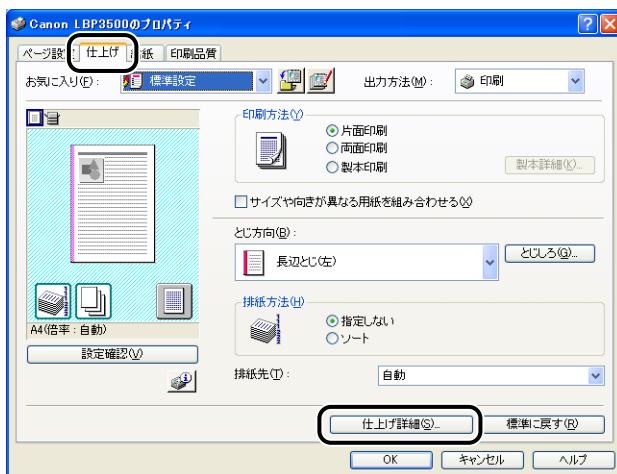 Canon LBP3500のプロパティ
ページ設定 仕上げ 給紙 印刷品質
お気に入り(F): 標準設定 出力方法(M): 印刷
印刷方法(Y)
片面印刷
両面印刷
製本印刷 製本詳細(K)...
サイズや向きが異なる用紙を組み合わせる(X)
とじ方向(B):
長辺とじ(左) とじしろ(G)...
排紙方法(H)
指定しない
ソート
A4(倍率:自動)
設定確認(V)
排紙先(T): 自動
仕上げ詳細(S)... 標準に戻す(R)
OK キャンセル ヘルプ